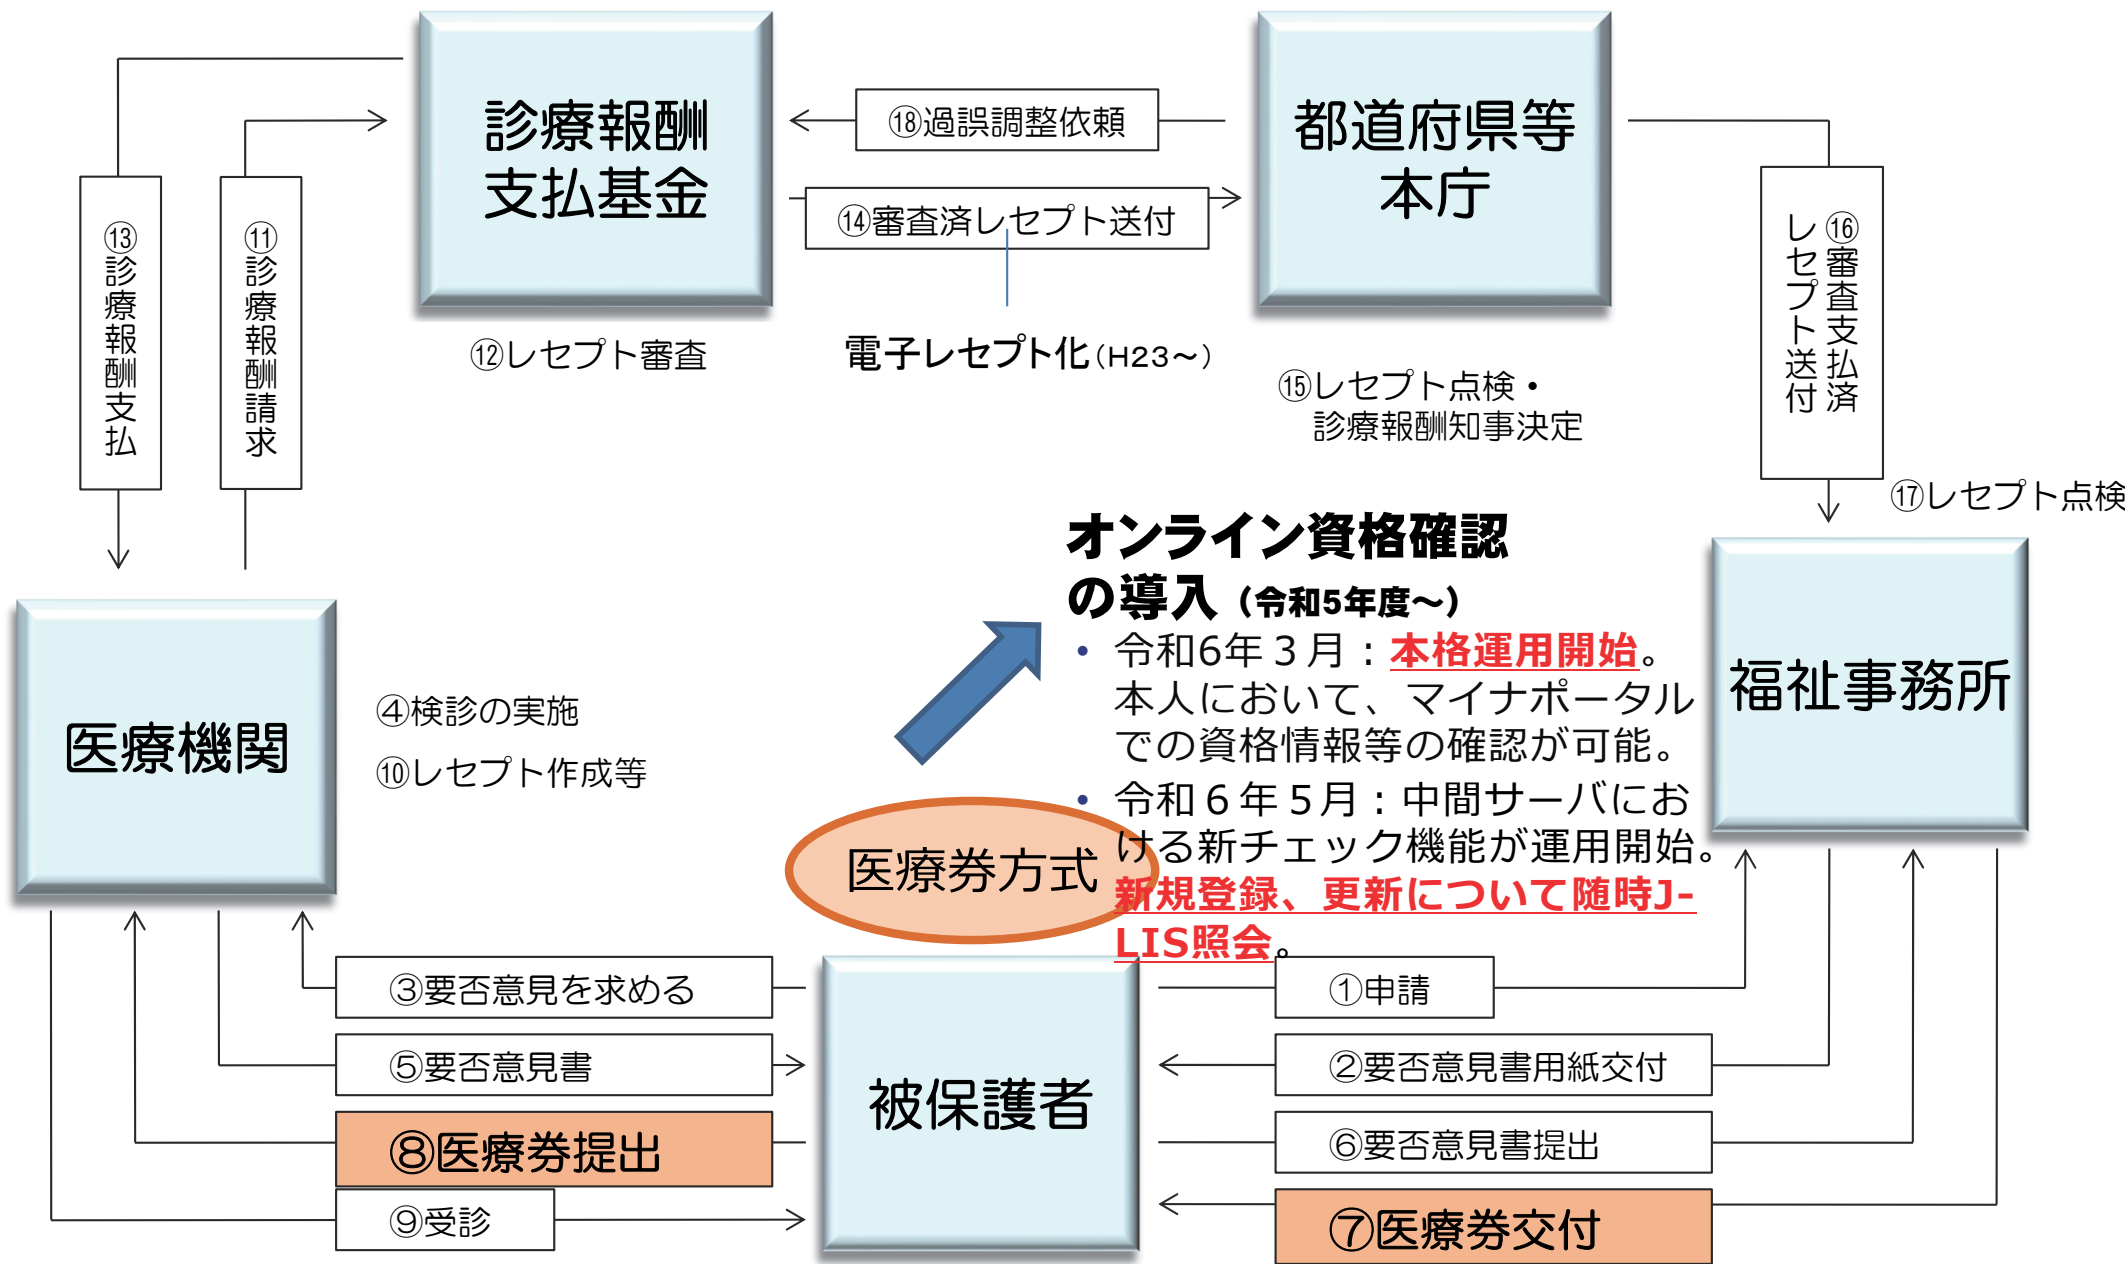 診療報酬
支払基金
⑱過誤調整依頼
⑭審査済レセプト送付
都道府県等
本庁
⑬診療報酬支払
⑪診療報酬請求
⑯審査支払済
レセプト送付
⑫レセプト審査
電子レセプト化（H23～）
⑮レセプト点検・
診療報酬知事決定
⑰レセプト点検
オンライン資格確認
の導入（令和5年度～）
• 令和6年３月：本格運用開始。
本人において、マイナポータル
での資格情報等の確認が可能。
• 令和６年５月：中間サーバにお
ける新チェック機能が運用開始。
新規登録、更新について随時J-
LIS照会。
医療機関
④検診の実施
⑩レセプト作成等
福祉事務所
医療券方式
③要否意見を求める
⑤要否意見書
⑧医療券提出
⑨受診
被保護者
①申請
②要否意見書用紙交付
⑥要否意見書提出
⑦医療券交付